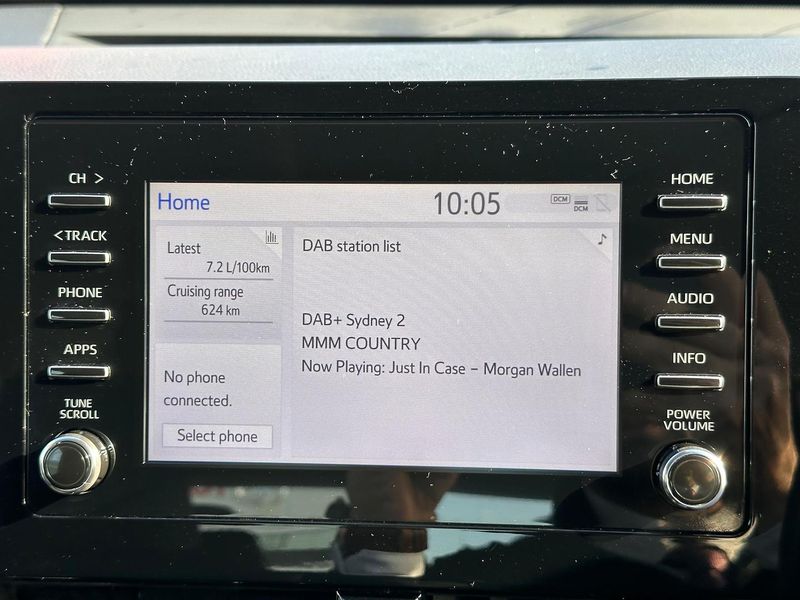 CH >
< TRACK
PHONE
APPS
TUNE
SCROLL
Home
10:05
DCM
DCM
Latest
7.2 L/100km
Cruising range
624 km
No phone
connected.
Select phone
DAB station list
DAB+ Sydney 2
MMM COUNTRY
Now Playing: Just In Case – Morgan Wallen
HOME
MENU
AUDIO
INFO
POWER
VOLUME